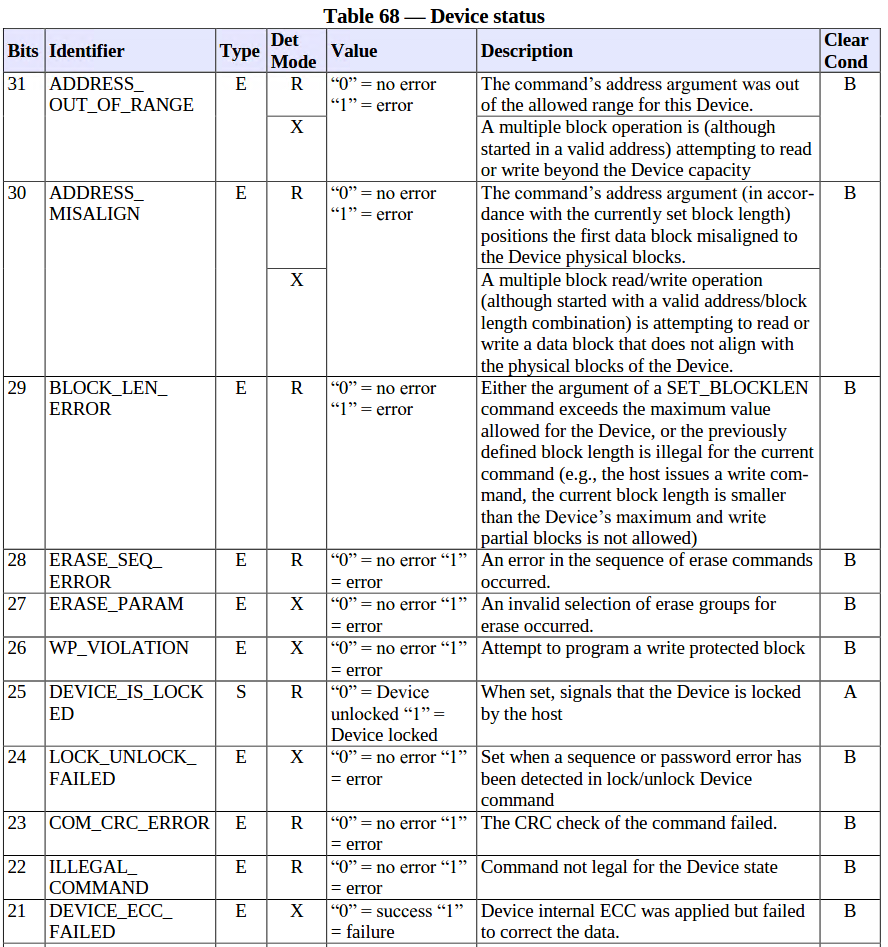 Table 68 — Device status
Bits Identifier Type Det Mode Value Description Clear Cond
31 ADDRESS_ E R “0” = no error The command’s address argument was out B
OUT_OF_RANGE “1” = error of the allowed range for this Device.
X A multiple block operation is (although
started in a valid address) attempting to read
or write beyond the Device capacity
30 ADDRESS_ E R “0” = no error The command’s address argument (in accor- B
MISALIGN “1” = error dance with the currently set block length)
positions the first data block misaligned to
the Device physical blocks.
X A multiple block read/write operation
(although started with a valid address/block
length combination) is attempting to read or
write a data block that does not align with
the physical blocks of the Device.
29 BLOCK_LEN_ E R “0” = no error Either the argument of a SET_BLOCKLEN B
ERROR “1” = error command exceeds the maximum value
allowed for the Device, or the previously
defined block length is illegal for the current
command (e.g., the host issues a write com-
mand, the current block length is smaller
than the Device’s maximum and write
partial blocks is not allowed)
28 ERASE_SEQ_ E R “0” = no error “1” An error in the sequence of erase commands B
ERROR = error occurred.
27 ERASE_PARAM E X “0” = no error “1” An invalid selection of erase groups for B
= error erase occurred.
26 WP_VIOLATION E X “0” = no error “1” Attempt to program a write protected block B
= error
25 DEVICE_IS_LOCK S R “0” = Device When set, signals that the Device is locked A
ED unlocked “1” = by the host
Device locked
24 LOCK_UNLOCK_ E X “0” = no error “1” Set when a sequence or password error has B
FAILED = error been detected in lock/unlock Device
command
23 COM_CRC_ERROR E R “0” = no error “1” The CRC check of the command failed. B
= error
22 ILLEGAL_ E R “0” = no error “1” Command not legal for the Device state B
COMMAND = error
21 DEVICE_ECC_ E X “0” = success “1” Device internal ECC was applied but failed B
FAILED = failure to correct the data.